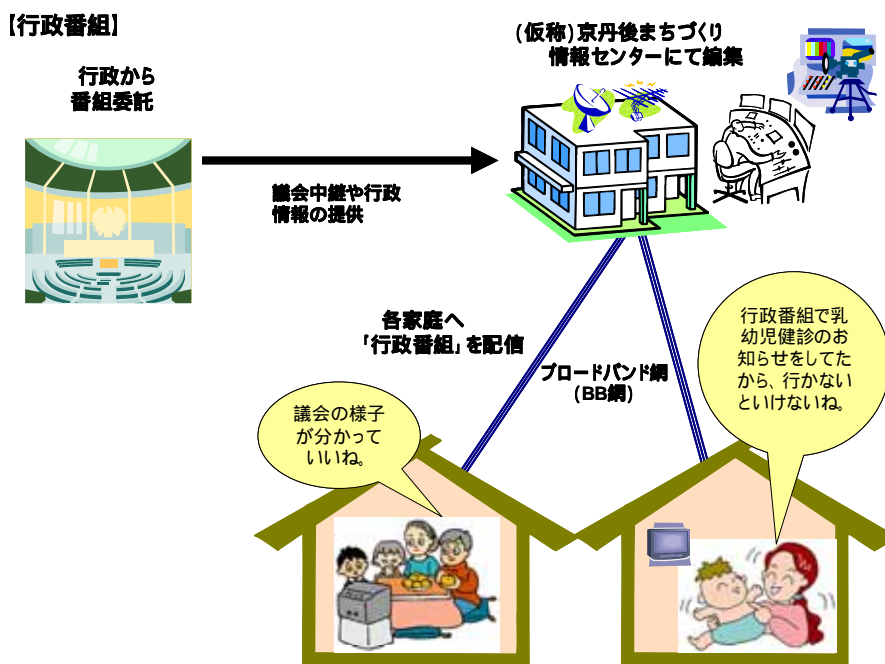 【行政番組】
行政から
番組委託
(仮称)京丹後まちづくり
情報センターにて編集
議会中継や行政
情報の提供
各家庭へ
「行政番組」を配信
ブロードバンド網
(BB網)
議会の様子
が分かって
いいね。
行政番組で乳
幼児健診のお
知らせをしてた
から、行かない
といけないね。